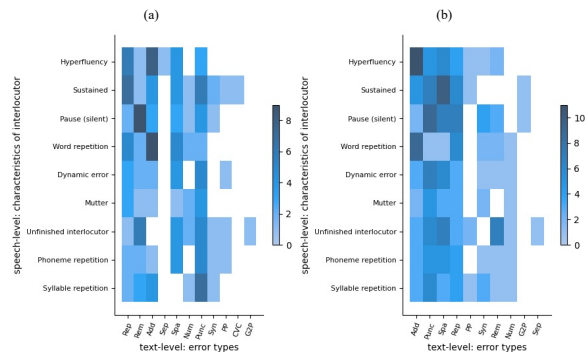 (a)
speech-level: characteristics of interlocutor
Hyperfluency
Sustained
Pause (silent)
Word repetition
Dynamic error
Mutter
Unfinished interlocutor
Phoneme repetition
Syllable repetition
Rep Rem Add Sep Spa Num Punc Syn PP CVC G2P
text-level: error types
8
6
4
2
0
(b)
speech-level: characteristics of interlocutor
Hyperfluency
Sustained
Pause (silent)
Word repetition
Dynamic error
Mutter
Unfinished interlocutor
Phoneme repetition
Syllable repetition
Add Punc Spa Rep PP Syn Rem Num G2P Sep
text-level: error types
10
8
6
4
2
0